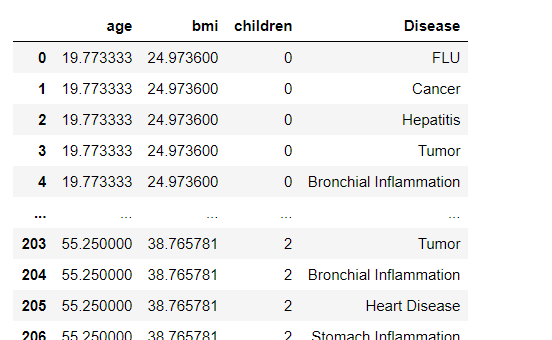 age bmi children Disease
0 19.773333 24.973600 0 FLU
1 19.773333 24.973600 0 Cancer
2 19.773333 24.973600 0 Hepatitis
3 19.773333 24.973600 0 Tumor
4 19.773333 24.973600 0 Bronchial Inflammation
... ... ... ... ...
203 55.250000 38.765781 2 Tumor
204 55.250000 38.765781 2 Bronchial Inflammation
205 55.250000 38.765781 2 Heart Disease
206 55.250000 38.765781 2 Stomach Inflammation